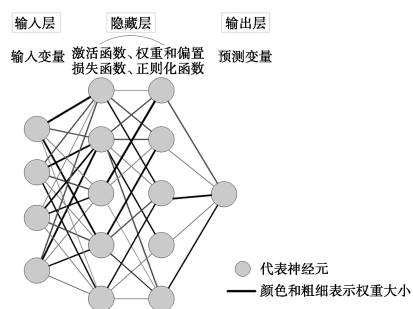 输入层 隐藏层 输出层
输入变量 激活函数、权重和偏置 预测变量
损失函数、正则化函数
代表神经元
颜色和粗细表示权重大小